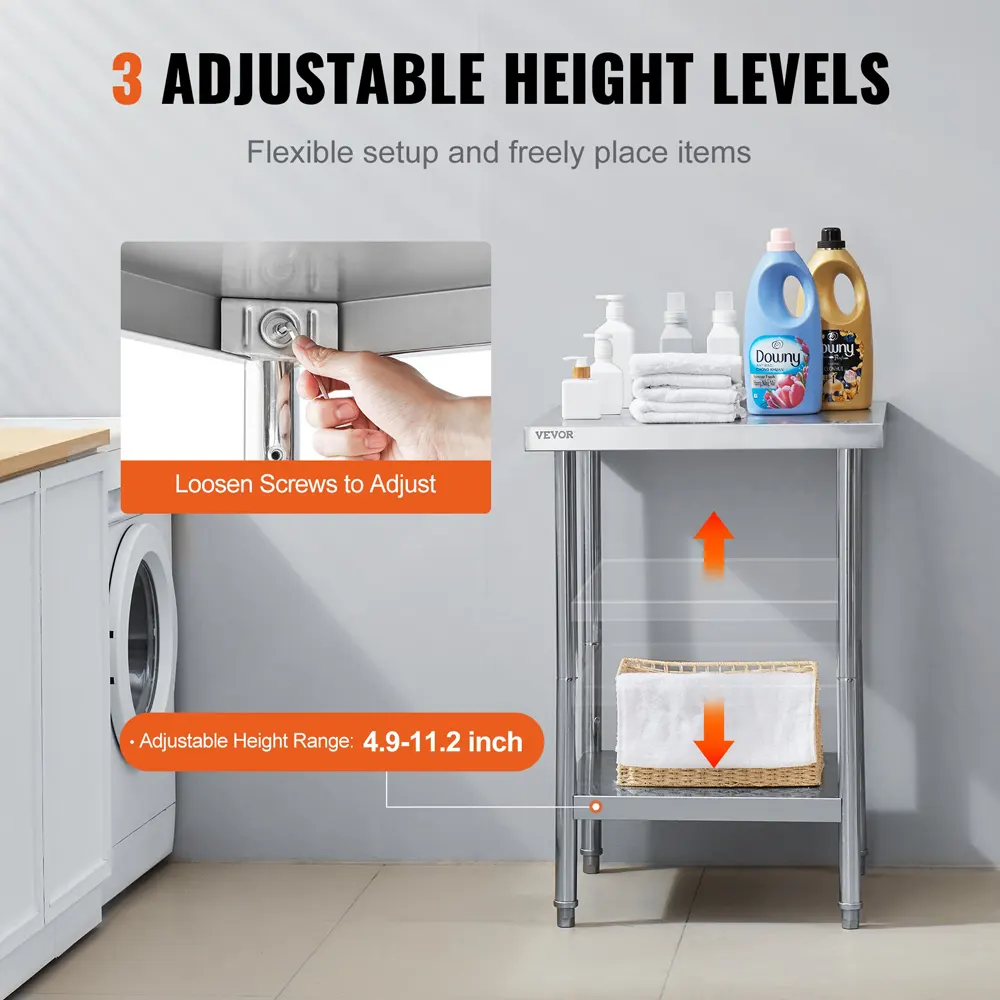 3 ADJUSTABLE HEIGHT LEVELS
Flexible setup and freely place items
Loosen Screws to Adjust
VEVOR
Downy
Downy
· Adjustable Height Range: 4.9-11.2 inch